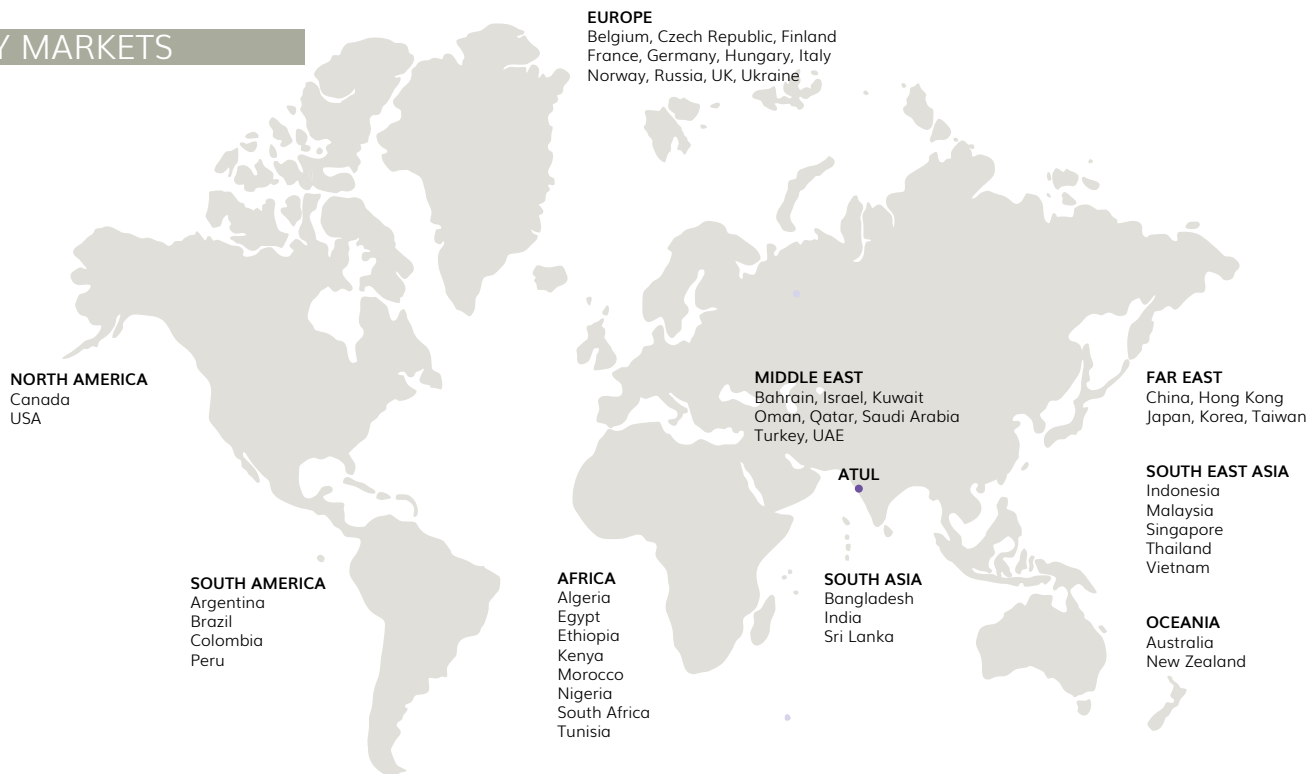 Y MARKETS
EUROPE
Belgium, Czech Republic, Finland
France, Germany, Hungary, Italy
Norway, Russia, UK, Ukraine
NORTH AMERICA
Canada
USA
MIDDLE EAST
Bahrain, Israel, Kuwait
Oman, Qatar, Saudi Arabia
Turkey, UAE
FAR EAST
China, Hong Kong
Japan, Korea, Taiwan
ATUL
SOUTH EAST ASIA
Indonesia
Malaysia
Singapore
Thailand
Vietnam
SOUTH AMERICA
Argentina
Brazil
Colombia
Peru
AFRICA
Algeria
Egypt
Ethiopia
Kenya
Morocco
Nigeria
South Africa
Tunisia
SOUTH ASIA
Bangladesh
India
Sri Lanka
OCEANIA
Australia
New Zealand